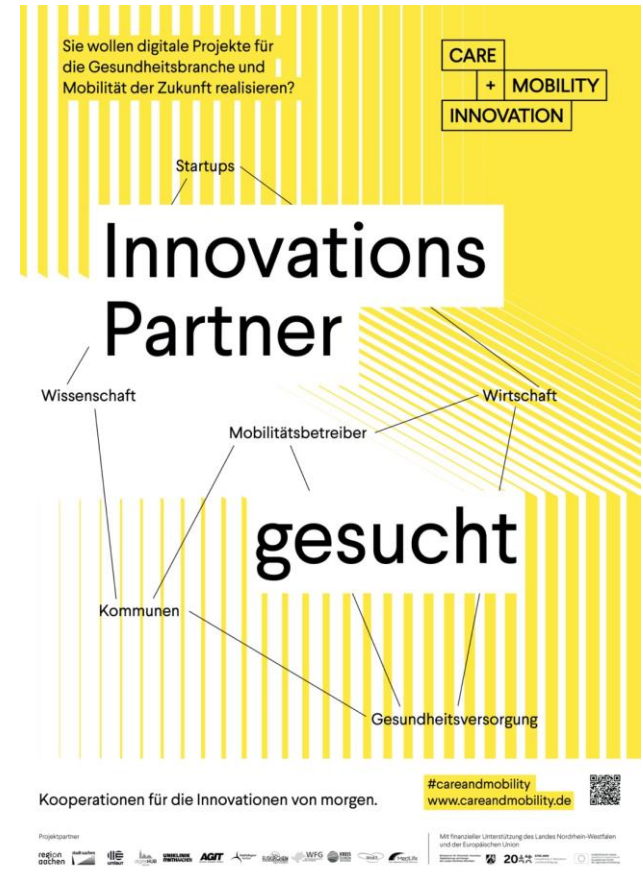 Sie wollen digitale Projekte für
die Gesundheitsbranche und
Mobilität der Zukunft realisieren?
CARE
+ MOBILITY
INNOVATION
Startups
Innovations
Partner
Wissenschaft
Wirtschaft
Mobilitätsbetreiber
gesucht
Kommunen
Gesundheitsversorgung
#careandmobility
www.careandmobility.de
Kooperationen für die Innovationen von morgen.
Projektpartner
Mit finanzieller Unterstützung des Landes Nordrhein-Westfalen
und der Europäischen Union
region
aachen
AGIT
WFG
MedLife